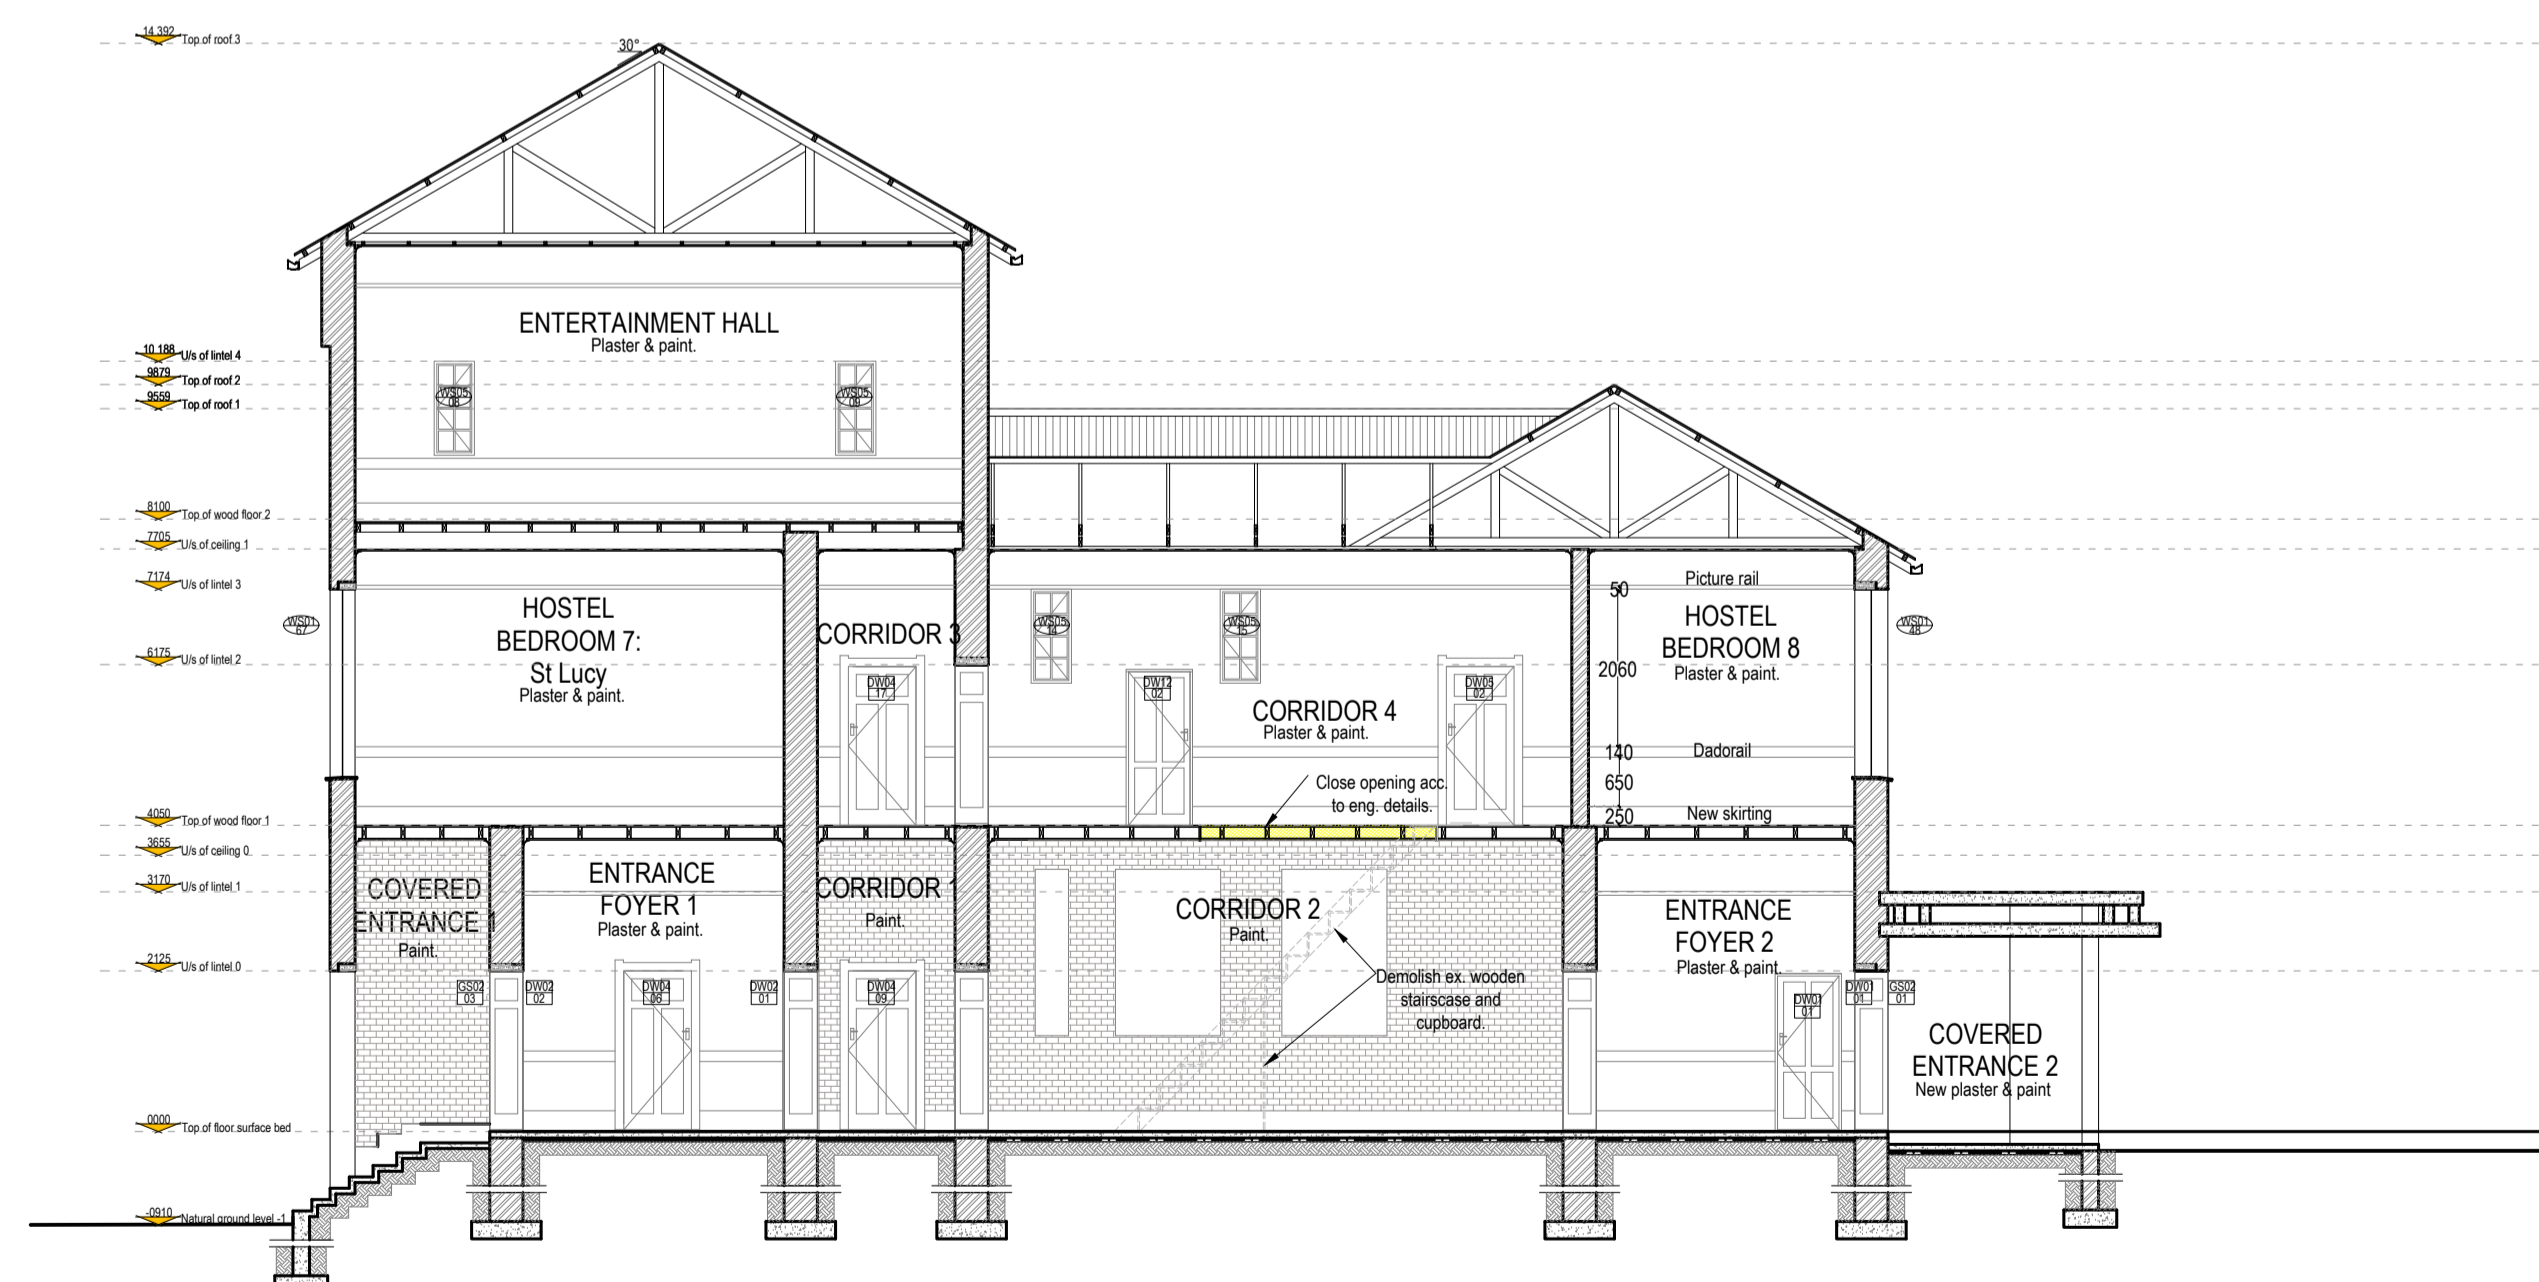 14.392 Top of roof 3
30°
ENTERTAINMENT HALL
Plaster & paint.
10.188 U/s of lintel 4
9879 Top of roof 2
9559 Top of roof 1
WS05 08
WS05 09
8100 Top of wood floor 2
7705 U/s of ceiling 1
7174 U/s of lintel 3
6175 U/s of lintel 2
4050 Top of wood floor 1
3655 U/s of ceiling 0
3170 U/s of lintel 1
2125 U/s of lintel 0
0000 Top of floor surface bed
-0910 Natural ground level -1
WS01 67
HOSTEL
BEDROOM 7:
St Lucy
Plaster & paint.
CORRIDOR 3
DW04 17
WS05 14
WS05 15
DW12 02
DW05 02
CORRIDOR 4
Plaster & paint.
Close opening acc.
to eng. details.
50
2060
140
650
250
Picture rail
HOSTEL
BEDROOM 8
Plaster & paint.
Dadorail
New skirting
WS01 48
COVERED
ENTRANCE 1
Paint.
GS02 03
DW02 02
ENTRANCE
FOYER 1
Plaster & paint.
DW04 06
DW02 01
CORRIDOR 1
Paint.
DW04 09
CORRIDOR 2
Paint.
Demolish ex. wooden
stairscase and
cupboard.
ENTRANCE
FOYER 2
Plaster & paint.
DW01 01
DW01 01
GS02 01
COVERED
ENTRANCE 2
New plaster & paint